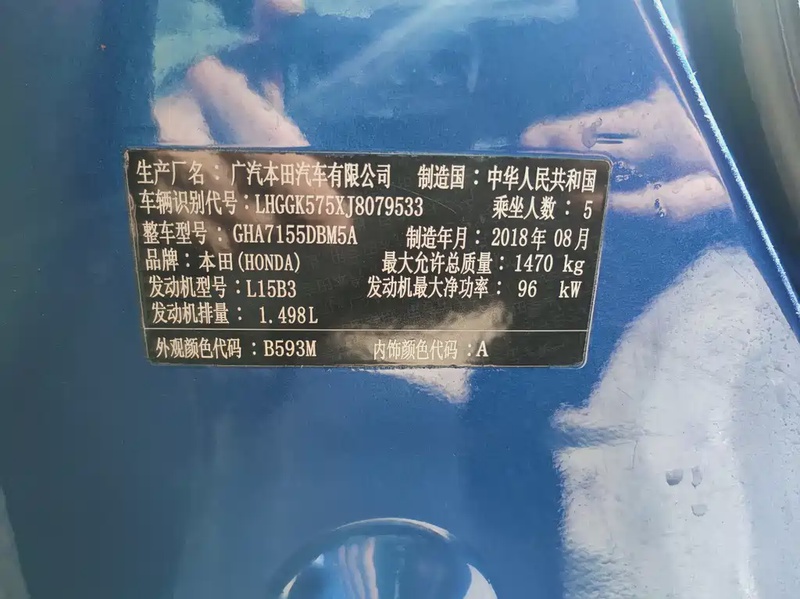 生产厂名：广汽本田汽车有限公司 制造国：中华人民共和国
车辆识别代号：LHGGK575XJ8079533 乘坐人数：5
整车型号：GHA7155DBM5A 制造年月：2018年08月
品牌：本田(HONDA) 最大允许总质量：1470 kg
发动机型号：L15B3 发动机最大净功率：96 kW
发动机排量：1.498L
外观颜色代码：B593M 内饰颜色代码：A